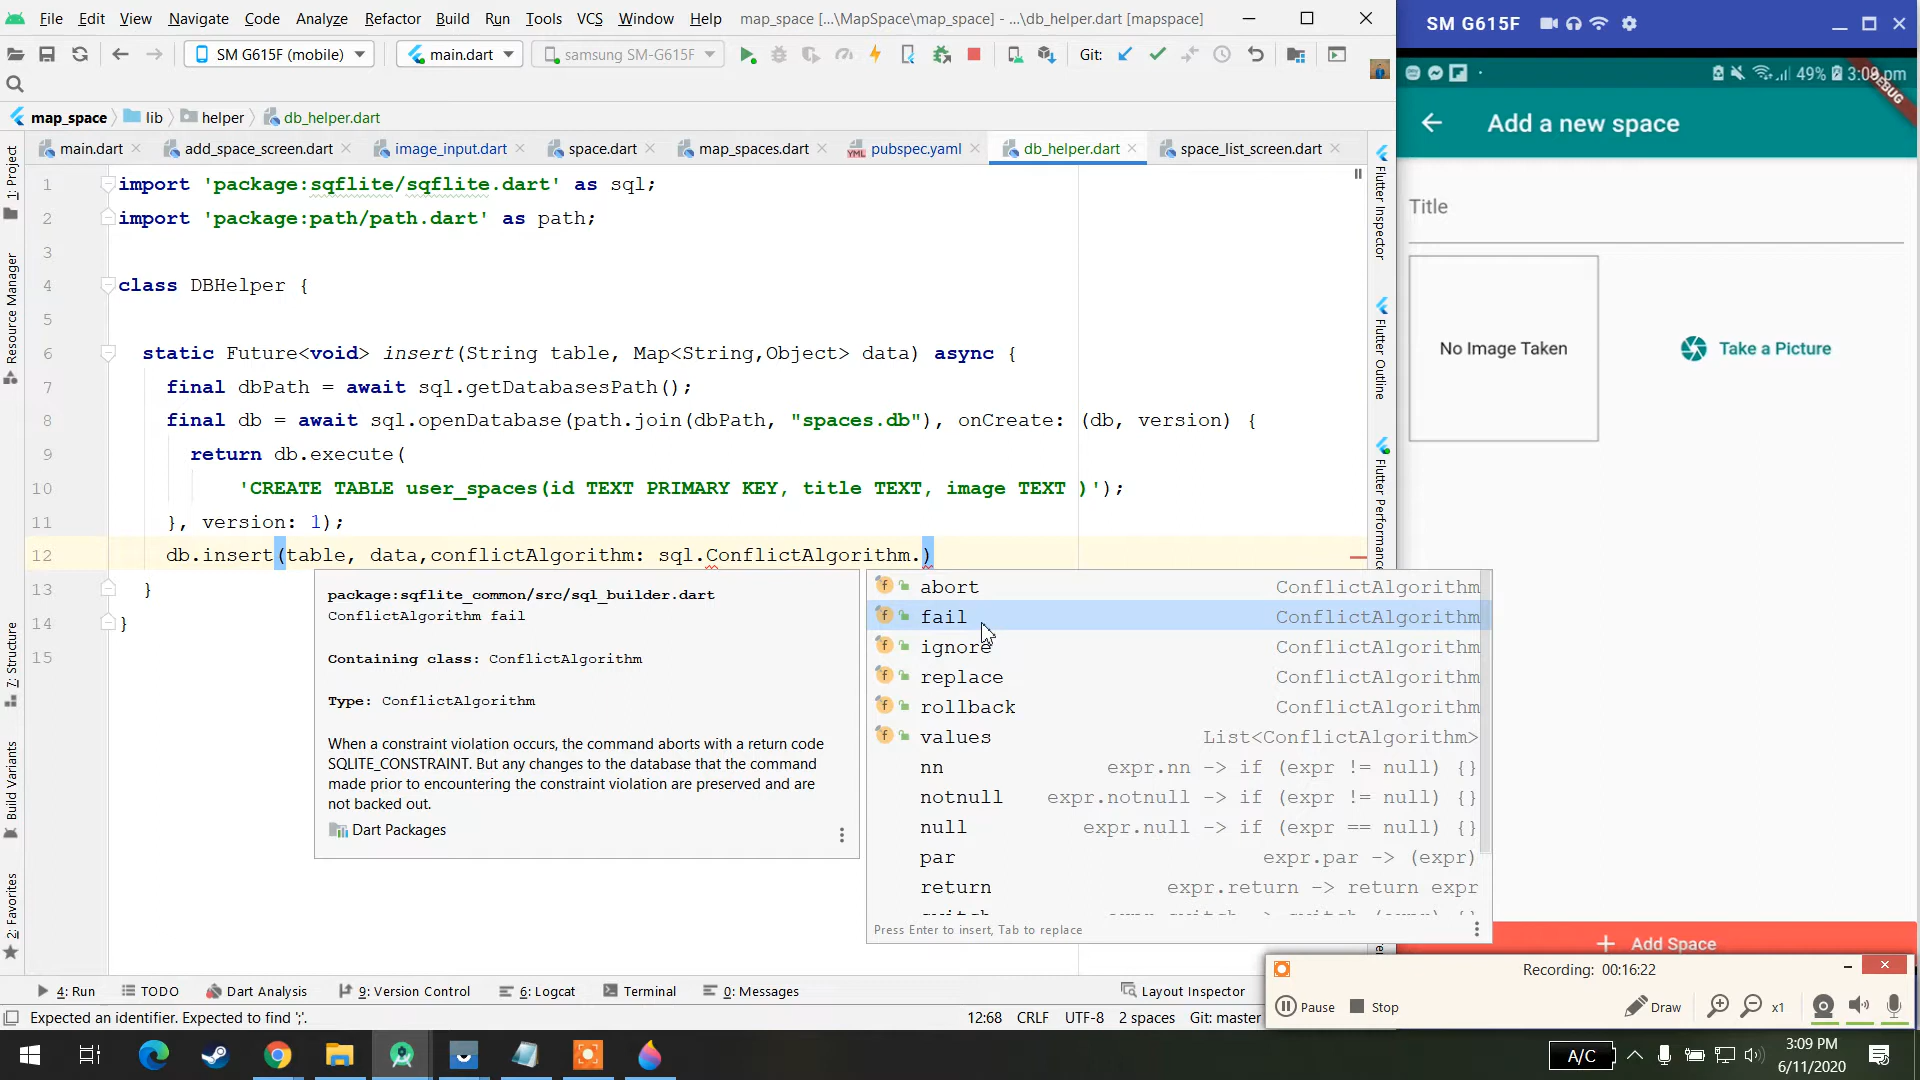 File Edit View Navigate Code Analyze Refactor Build Run Tools VCS Window Help map_space [...\MapSpace\map_space] - ...\db_helper.dart [mapspace]
SM G615F (mobile) main.dart samsung SM-G615F Git:
map_space lib helper db_helper.dart
main.dart add_space_screen.dart image_input.dart space.dart map_spaces.dart pubspec.yaml db_helper.dart space_list_screen.dart
1 import 'package:sqflite/sqflite.dart' as sql;
2 import 'package:path/path.dart' as path;
3
4 class DBHelper {
5
6 static Future<void> insert(String table, Map<String,Object> data) async {
7 final dbPath = await sql.getDatabasesPath();
8 final db = await sql.openDatabase(path.join(dbPath, "spaces.db"), onCreate: (db, version) {
9 return db.execute(
10 'CREATE TABLE user_spaces(id TEXT PRIMARY KEY, title TEXT, image TEXT )');
11 }, version: 1);
12 db.insert(table, data,conflictAlgorithm: sql.ConflictAlgorithm.)
13 }
14 }
15
package:sqflite_common/src/sql_builder.dart
ConflictAlgorithm fail
Containing class: ConflictAlgorithm
Type: ConflictAlgorithm
When a constraint violation occurs, the command aborts with a return code
SQLITE_CONSTRAINT. But any changes to the database that the command
made prior to encountering the constraint violation are preserved and are
not backed out.
Dart Packages
abort ConflictAlgorithm
fail ConflictAlgorithm
ignore ConflictAlgorithm
replace ConflictAlgorithm
rollback ConflictAlgorithm
values List<ConflictAlgorithm>
nn expr.nn -> if (expr != null) {}
notnull expr.notnull -> if (expr != null) {}
null expr.null -> if (expr == null) {}
par expr.par -> (expr)
return expr.return -> return expr
Press Enter to insert, Tab to replace
1: Project
Resource Manager
7: Structure
Build Variants
2: Favorites
Flutter Inspector
Flutter Outline
Flutter Performance
4: Run TODO Dart Analysis 9: Version Control 6: Logcat Terminal 0: Messages Layout Inspector
Expected an identifier. Expected to find ';'. 12:68 CRLF UTF-8 2 spaces Git: master
SM G615F
49% 3:09 pm
DEBUG
Add a new space
Title
No Image Taken
Take a Picture
Add Space
Recording: 00:16:22
Pause Stop Draw x1
A/C 3:09 PM
6/11/2020